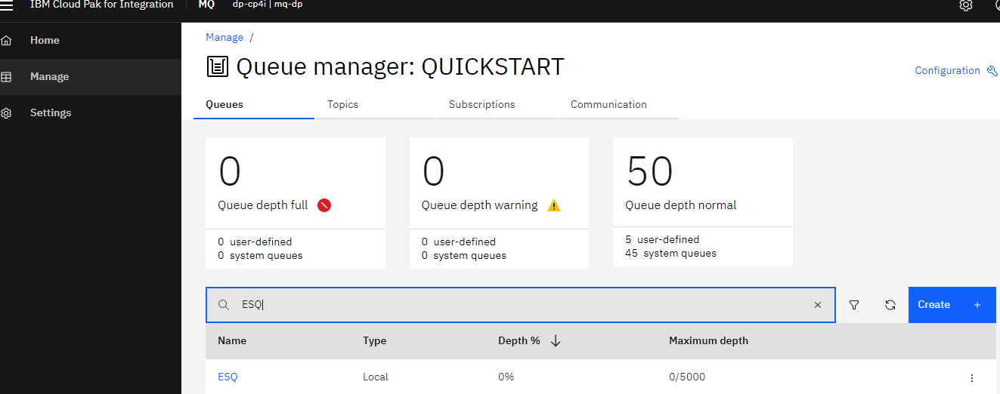 IBM Cloud Pak for Integration MQ dp-cp4i | mq-dp
Home
Manage
Settings
Manage /
Queue manager: QUICKSTART
Configuration
Queues Topics Subscriptions Communication
0
Queue depth full
0 user-defined
0 system queues
0
Queue depth warning
0 user-defined
0 system queues
50
Queue depth normal
5 user-defined
45 system queues
ESQ
Create +
Name Type Depth % Maximum depth
ESQ Local 0% 0/5000